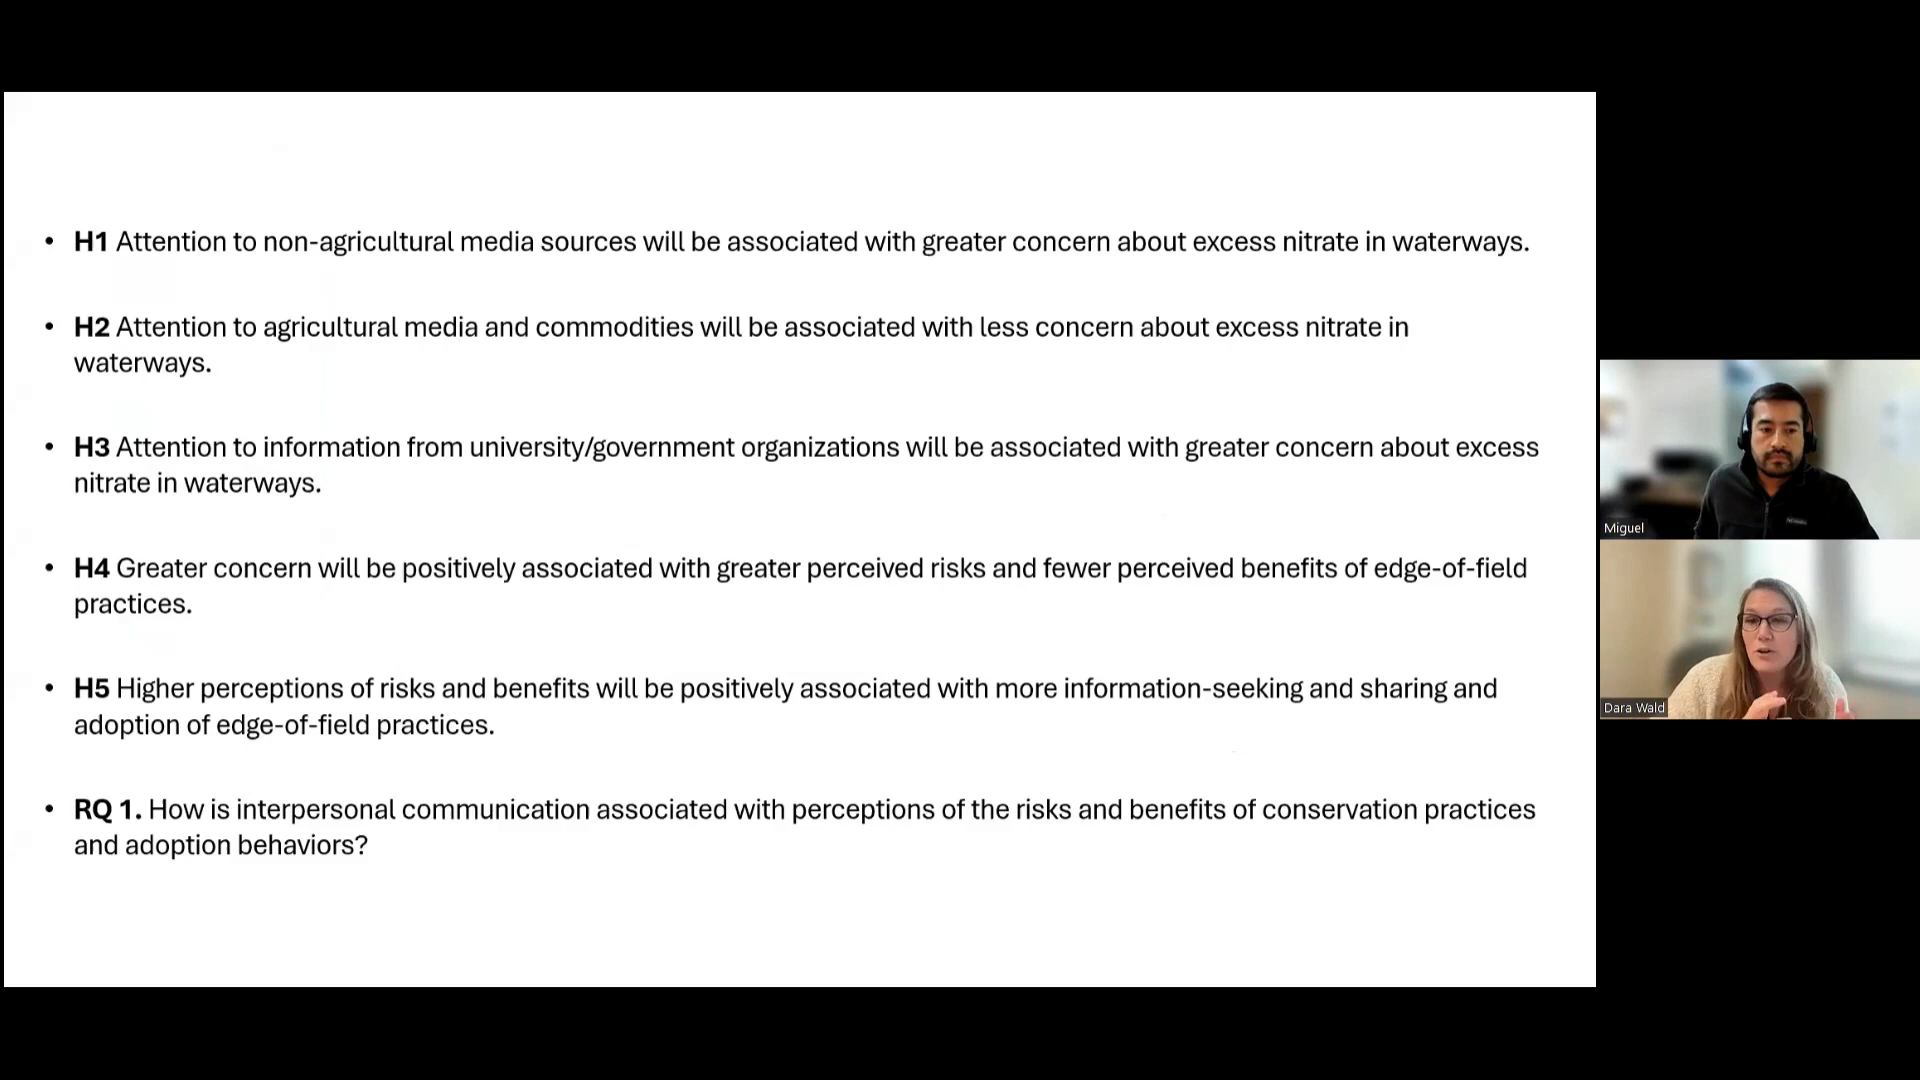 • H1 Attention to non-agricultural media sources will be associated with greater concern about excess nitrate in waterways.
• H2 Attention to agricultural media and commodities will be associated with less concern about excess nitrate in
waterways.
• H3 Attention to information from university/government organizations will be associated with greater concern about excess
nitrate in waterways.
• H4 Greater concern will be positively associated with greater perceived risks and fewer perceived benefits of edge-of-field
practices.
• H5 Higher perceptions of risks and benefits will be positively associated with more information-seeking and sharing and
adoption of edge-of-field practices.
• RQ 1. How is interpersonal communication associated with perceptions of the risks and benefits of conservation practices
and adoption behaviors?
Miguel
Dara Wald